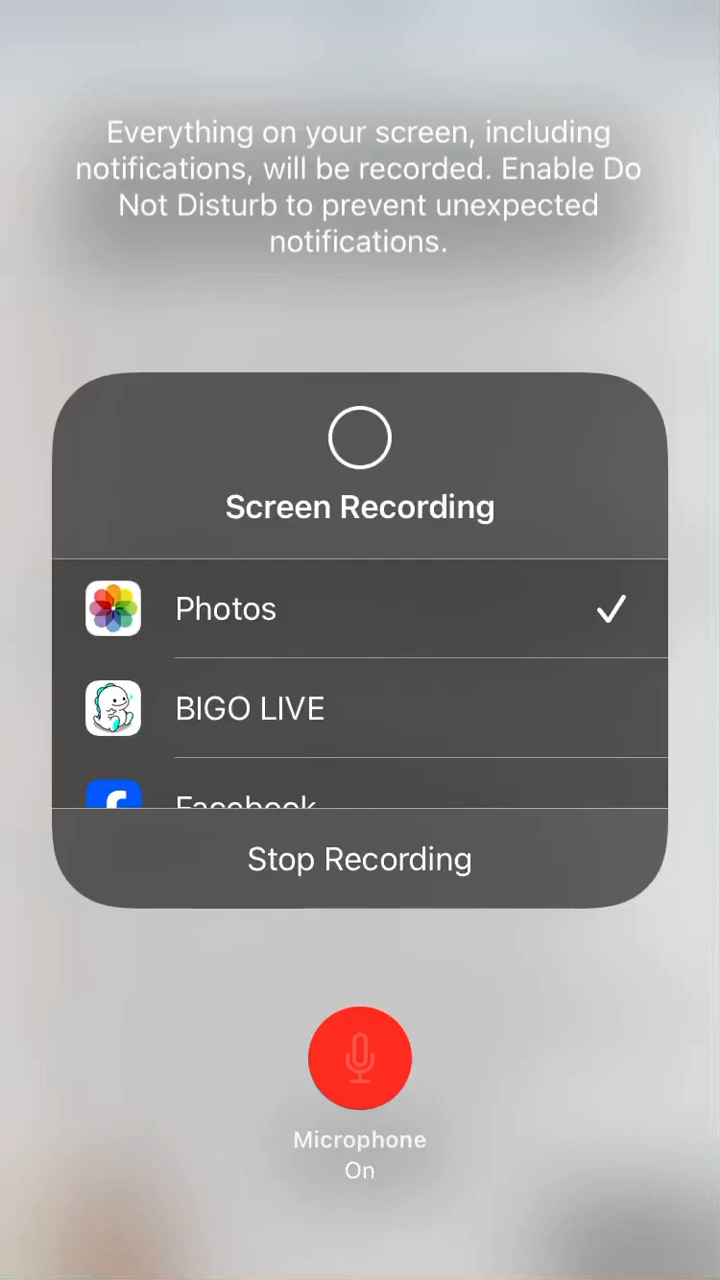 Everything on your screen, including
notifications, will be recorded. Enable Do
Not Disturb to prevent unexpected
notifications.
Screen Recording
Photos
BIGO LIVE
Facebook
Stop Recording
Microphone
On